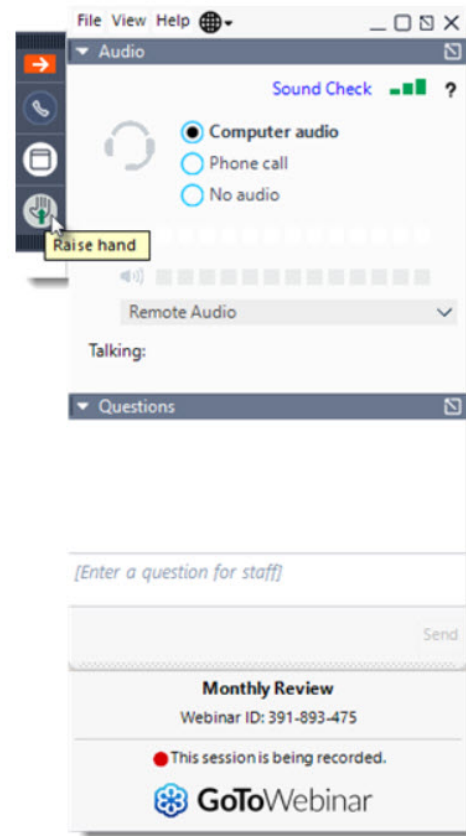 File View Help
Audio
Sound Check ?
Computer audio
Phone call
No audio
Raise hand
Remote Audio
Talking:
Questions
[Enter a question for staff]
Send
Monthly Review
Webinar ID: 391-893-475
This session is being recorded.
GoToWebinar